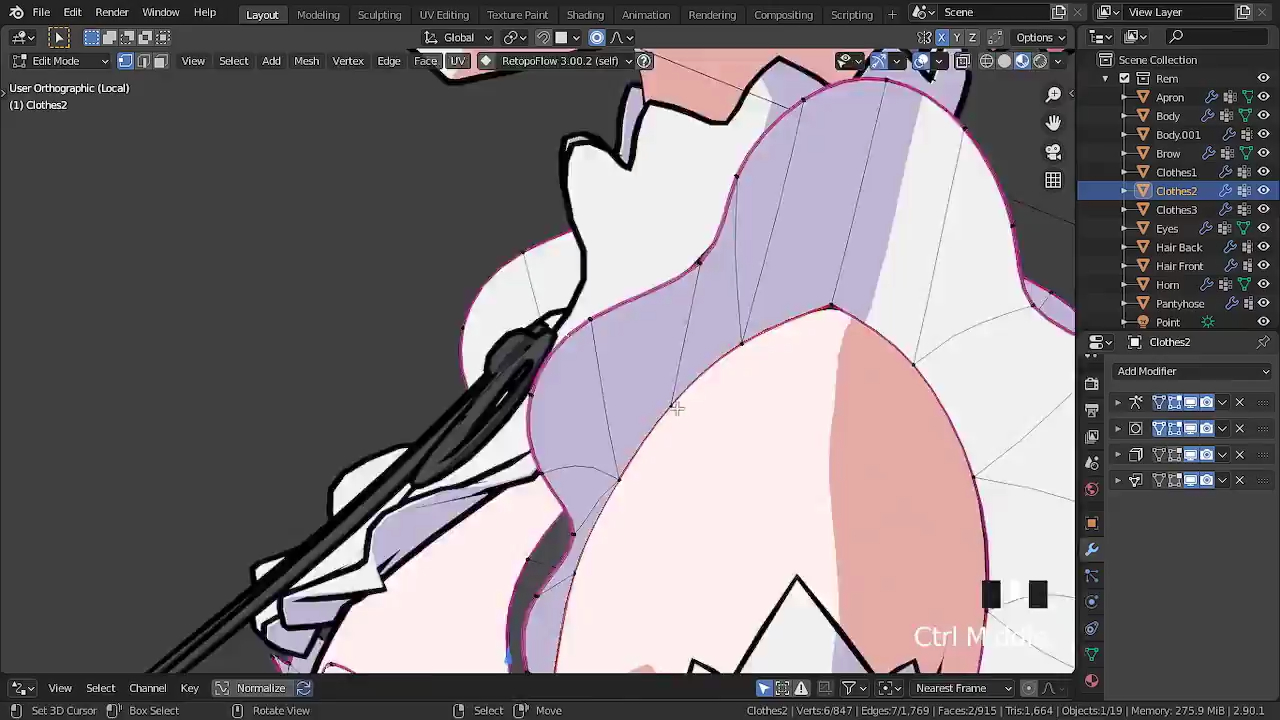 File Edit Render Window Help Layout Modeling Sculpting UV Editing Texture Paint Shading Animation Rendering Compositing Scripting + Scene View Layer
Global X Y Z Options
Edit Mode View Select Mesh Vertex Edge Face UV RetopoFlow 3.00.2 (self) ?
User Orthographic (Local)
(1) Clothes2
Scene Collection
Rem
Apron
Body
Body.001
Brow
Clothes1
Clothes2
Clothes3
Eyes
Hair Back
Hair Front
Horn
Pantyhose
Point
Clothes2
Add Modifier
Ctrl Middle
View Select Channel Key Normalize Nearest Frame
Set 3D Cursor Box Select Rotate View Select Move Clothes2 | Verts:6/847 | Edges:7/1,769 | Faces:2/915 | Tris:1,664 | Objects:1/19 | Memory: 275.9 MiB | 2.90.1